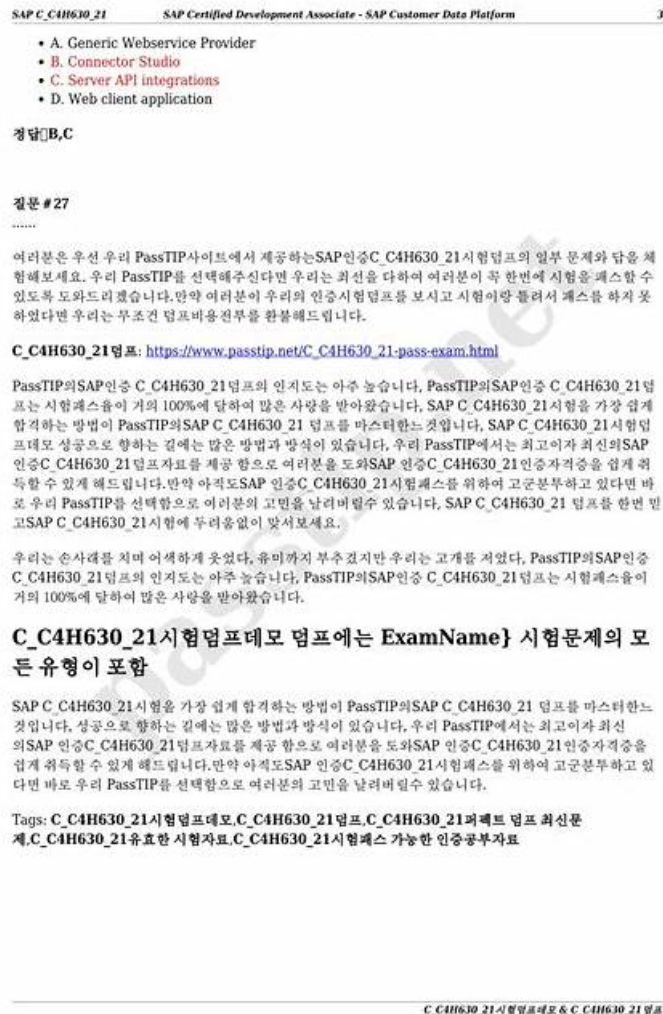 SAP C_C4H630_21 SAP Certified Development Associate - SAP Customer Data Platform 3
• A. Generic Webservice Provider
• B. Connector Studio
• C. Server API integrations
• D. Web client application
정답:B,C
질문 # 27
......
여러분은 우선 우리 PassTIP사이트에서 제공하는SAP인증C_C4H630_21시험덤프의 일부 문제와 답을 체
험해보세요. 우리 PassTIP를 선택해주신다면 우리는 최선을 다하여 여러분이 꼭 한번에 시험을 패스할 수
있도록 도와드리겠습니다.만약 여러분이 우리의 인증시험덤프를 보시고 시험이랑 틀려서 패스를 하지 못
하였다면 우리는 무조건 덤프비용전부를 환불해드립니다.
C_C4H630_21덤프: https://www.passtip.net/C_C4H630_21-pass-exam.html
PassTIP의SAP인증 C_C4H630_21덤프의 인지도는 아주 높습니다, PassTIP의SAP인증 C_C4H630_21덤
프는 시험패스율이 거의 100%에 달하여 많은 사랑을 받아왔습니다, SAP C_C4H630_21시험을 가장 쉽게
합격하는 방법이 PassTIP의SAP C_C4H630_21 덤프를 마스터한느것입니다, SAP C_C4H630_21시험덤
프데모 성공으로 향하는 길에는 많은 방법과 방식이 있습니다, 우리 PassTIP에서는 최고이자 최신의SAP
인증C_C4H630_21덤프자료를 제공 함으로 여러분을 도와SAP 인증C_C4H630_21인증자격증을 쉽게 취
득할 수 있게 해드립니다.만약 아직도SAP 인증C_C4H630_21시험패스를 위하여 고군분투하고 있다면 바
로 우리 PassTIP를 선택함으로 여러분의 고민을 날려버릴수 있습니다, SAP C_C4H630_21 덤프를 한번 믿
고SAP C_C4H630_21시험에 두려움없이 맞서보세요.
우리는 손사래를 치며 어색하게 웃었다, 유미까지 부추겼지만 우리는 고개를 저었다, PassTIP의SAP인증
C_C4H630_21덤프의 인지도는 아주 높습니다, PassTIP의SAP인증 C_C4H630_21덤프는 시험패스율이
거의 100%에 달하여 많은 사랑을 받아왔습니다.
C_C4H630_21시험덤프데모 덤프에는 ExamName} 시험문제의 모
든 유형이 포함
SAP C_C4H630_21시험을 가장 쉽게 합격하는 방법이 PassTIP의SAP C_C4H630_21 덤프를 마스터한느
것입니다, 성공으로 향하는 길에는 많은 방법과 방식이 있습니다, 우리 PassTIP에서는 최고이자 최신
의SAP 인증C_C4H630_21덤프자료를 제공 함으로 여러분을 도와SAP 인증C_C4H630_21인증자격증을
쉽게 취득할 수 있게 해드립니다.만약 아직도SAP 인증C_C4H630_21시험패스를 위하여 고군분투하고 있
다면 바로 우리 PassTIP를 선택함으로 여러분의 고민을 날려버릴수 있습니다.
Tags: C_C4H630_21시험덤프데모,C_C4H630_21덤프,C_C4H630_21퍼펙트 덤프 최신문
제,C_C4H630_21유효한 시험자료,C_C4H630_21시험패스 가능한 인증공부자료
C_C4H630_21시험덤프데모 & C_C4H630_21덤프
passtip.net